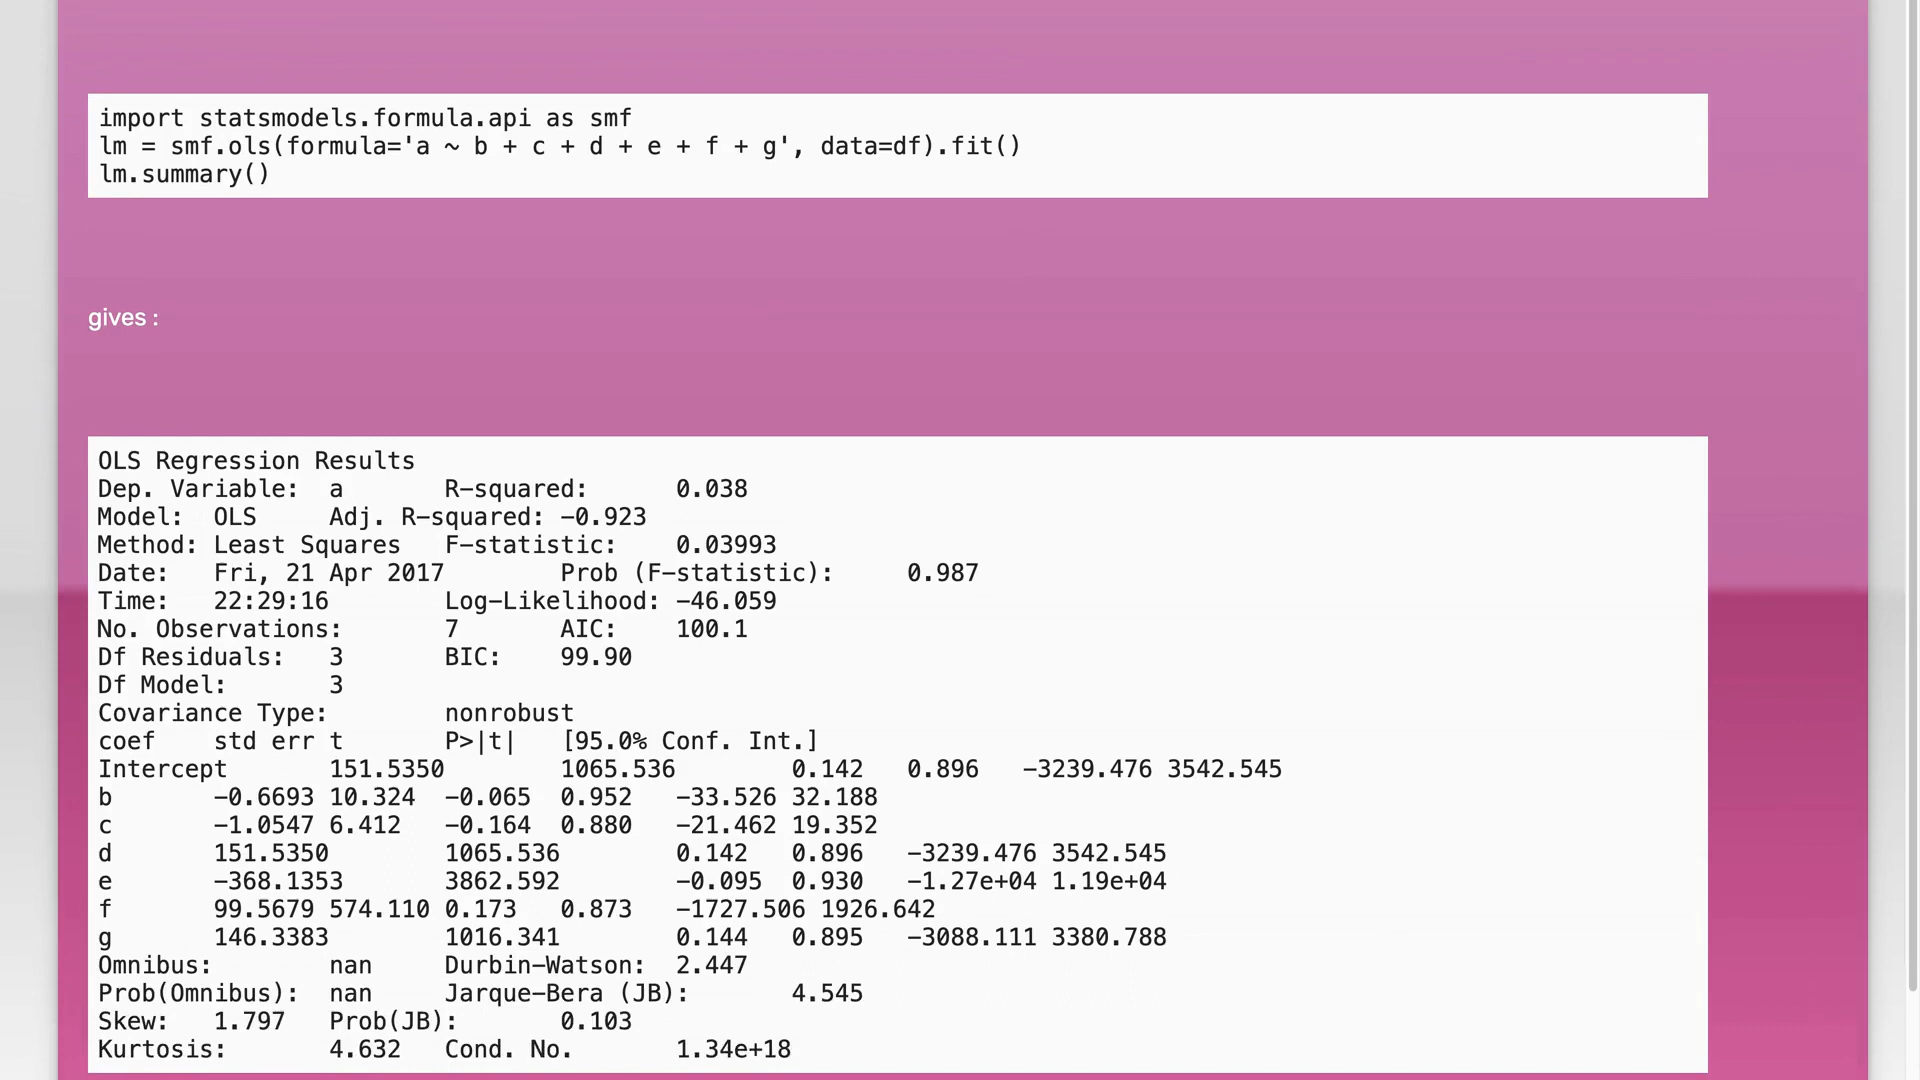 import statsmodels.formula.api as smf
lm = smf.ols(formula='a ~ b + c + d + e + f + g', data=df).fit()
lm.summary()
gives :
OLS Regression Results
Dep. Variable: a R-squared: 0.038
Model: OLS Adj. R-squared: -0.923
Method: Least Squares F-statistic: 0.03993
Date: Fri, 21 Apr 2017 Prob (F-statistic): 0.987
Time: 22:29:16 Log-Likelihood: -46.059
No. Observations: 7 AIC: 100.1
Df Residuals: 3 BIC: 99.90
Df Model: 3
Covariance Type: nonrobust
coef std err t P>|t| [95.0% Conf. Int.]
Intercept 151.5350 1065.536 0.142 0.896 -3239.476 3542.545
b -0.6693 10.324 -0.065 0.952 -33.526 32.188
c -1.0547 6.412 -0.164 0.880 -21.462 19.352
d 151.5350 1065.536 0.142 0.896 -3239.476 3542.545
e -368.1353 3862.592 -0.095 0.930 -1.27e+04 1.19e+04
f 99.5679 574.110 0.173 0.873 -1727.506 1926.642
g 146.3383 1016.341 0.144 0.895 -3088.111 3380.788
Omnibus: nan Durbin-Watson: 2.447
Prob(Omnibus): nan Jarque-Bera (JB): 4.545
Skew: 1.797 Prob(JB): 0.103
Kurtosis: 4.632 Cond. No. 1.34e+18